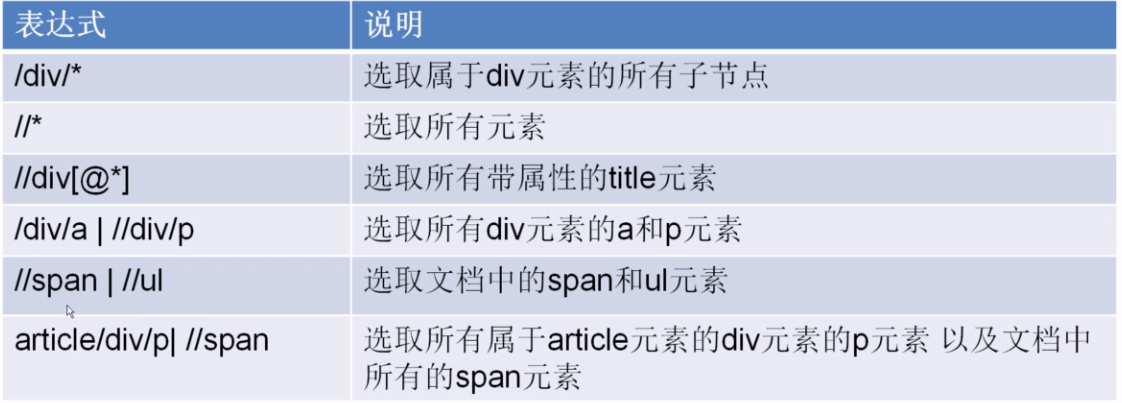 表达式 说明
/div/* 选取属于div元素的所有子节点
//* 选取所有元素
//div[@*] 选取所有带属性的title元素
/div/a | //div/p 选取所有div元素的a和p元素
//span | //ul 选取文档中的span和ul元素
article/div/p| //span 选取所有属于article元素的div元素的p元素 以及文档中
所有的span元素